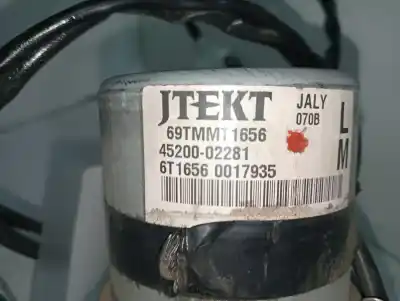 JTEKT
JALY
070B
69TMMT1656
45200-02281
6T1656 0017935
L
M